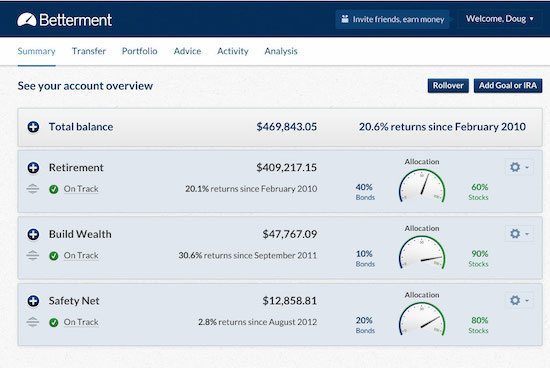 Betterment
Invite friends, earn money
Welcome, Doug
Summary Transfer Portfolio Advice Activity Analysis
See your account overview
Rollover
Add Goal or IRA
Total balance $469,843.05 20.6% returns since February 2010
Retirement $409,217.15
On Track 20.1% returns since February 2010
Allocation
40% Bonds
60% Stocks
Build Wealth $47,767.09
On Track 30.6% returns since September 2011
Allocation
10% Bonds
90% Stocks
Safety Net $12,858.81
On Track 2.8% returns since August 2012
Allocation
20% Bonds
80% Stocks